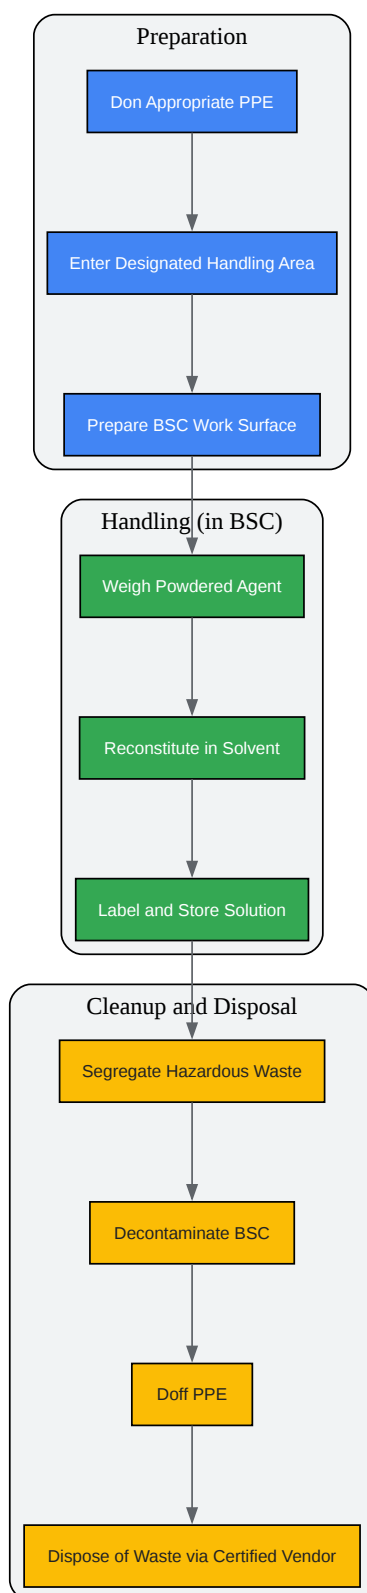 Preparation
Don Appropriate PPE
Enter Designated Handling Area
Prepare BSC Work Surface
Handling (in BSC)
Weigh Powdered Agent
Reconstitute in Solvent
Label and Store Solution
Cleanup and Disposal
Segregate Hazardous Waste
Decontaminate BSC
Doff PPE
Dispose of Waste via Certified Vendor